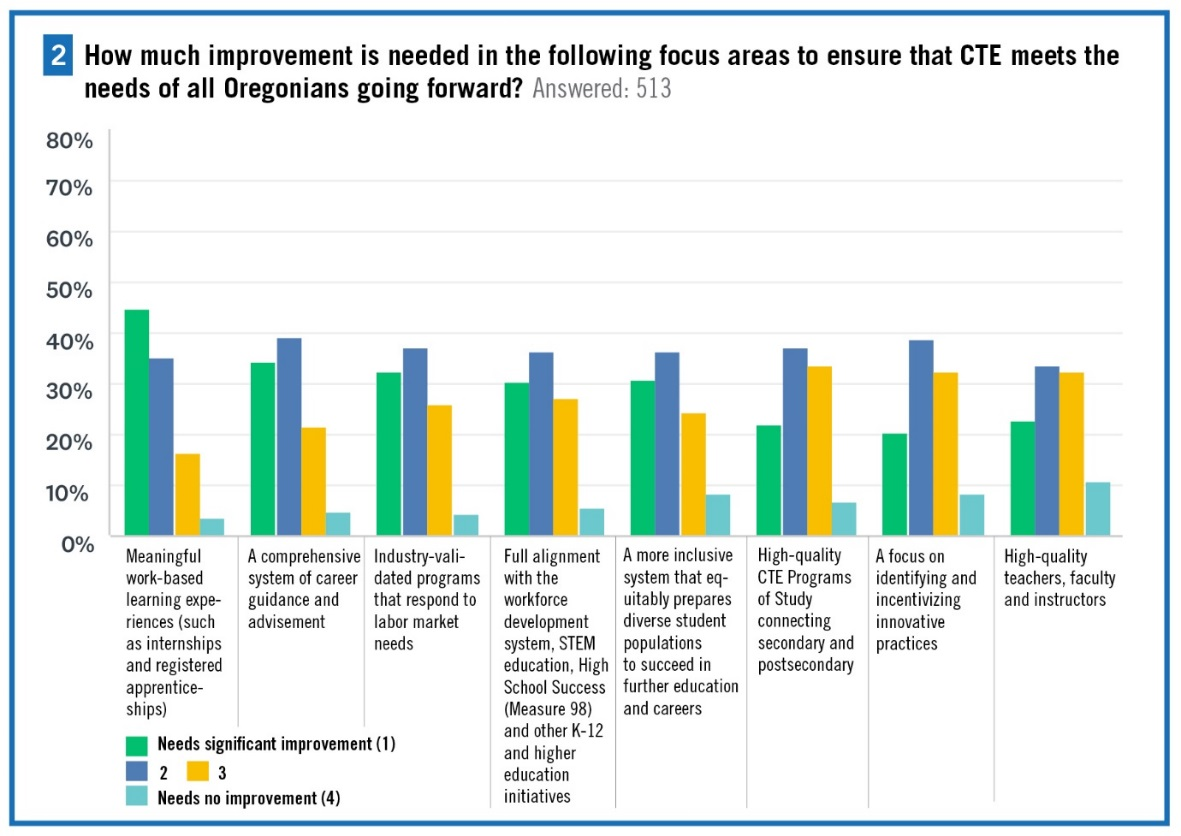 2 How much improvement is needed in the following focus areas to ensure that CTE meets the
needs of all Oregonians going forward? Answered: 513
80%
70%
60%
50%
40%
30%
20%
10%
0%
Meaningful
work-based
learning expe-
riences (such
as internships
and registered
apprentice-
ships)
A comprehensive
system of career
guidance and
advisement
Industry-vali-
dated programs
that respond to
labor market
needs
Full alignment
with the
workforce
development
system, STEM
education, High
School Success
(Measure 98)
and other K-12
and higher
education
initiatives
A more inclusive
system that eq-
uitably prepares
diverse student
populations
to succeed in
further education
and careers
High-quality
CTE Programs
of Study
connecting
secondary and
postsecondary
A focus on
identifying and
incentivizing
innovative
practices
High-quality
teachers, faculty
and instructors
Needs significant improvement (1)
2 3
Needs no improvement (4)